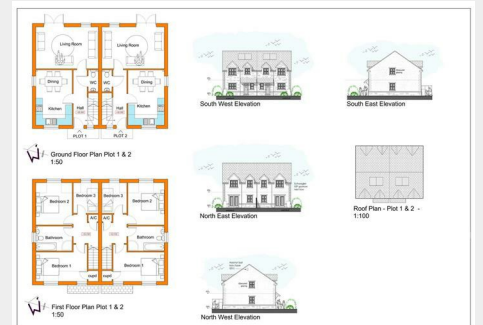 Living Room
Living Room
Dining
WC
WC
Dining
Kitchen
Hall
Hall
Kitchen
PLOT 1
PLOT 2
Ground Floor Plan Plot 1 & 2
1:50
South West Elevation
South East Elevation
North East Elevation
Roof Plan - Plot 1 & 2 -
1:100
Bedroom 2
Bedroom 3
Bedroom 3
Bedroom 2
A/C
A/C
Bathroom
Bathroom
Bedroom 1
Bedroom 1
cup'd
cup'd
First Floor Plan Plot 1 & 2
1:50
North West Elevation